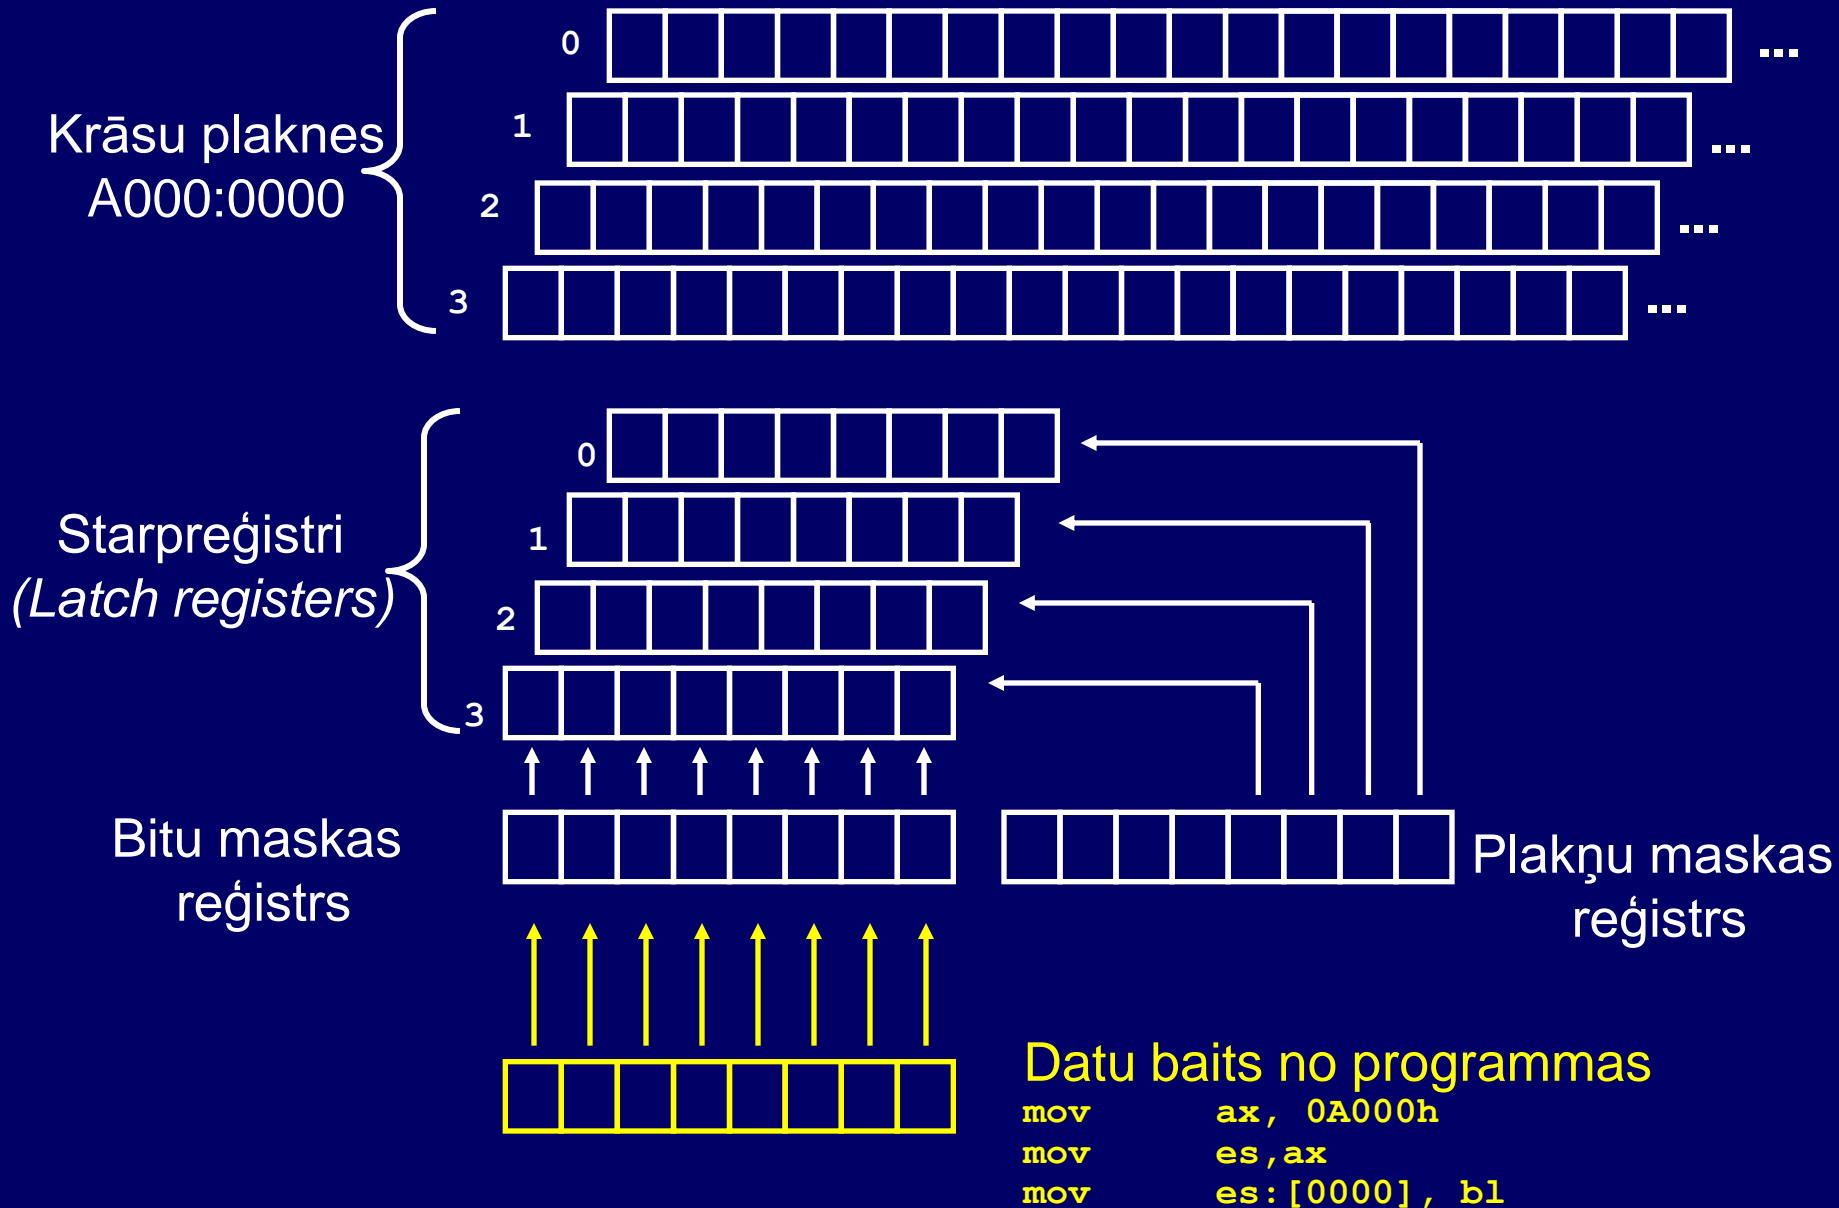 0
...
Krāsu plaknes
A000:0000
1
...
2
...
3
...
0
Starpreģistri
(Latch registers)
1
2
3
Bitu maskas
reģistrs
Plakņu maskas
reģistrs
Datu baits no programmas
mov ax, 0A000h
mov es,ax
mov es:[0000], bl